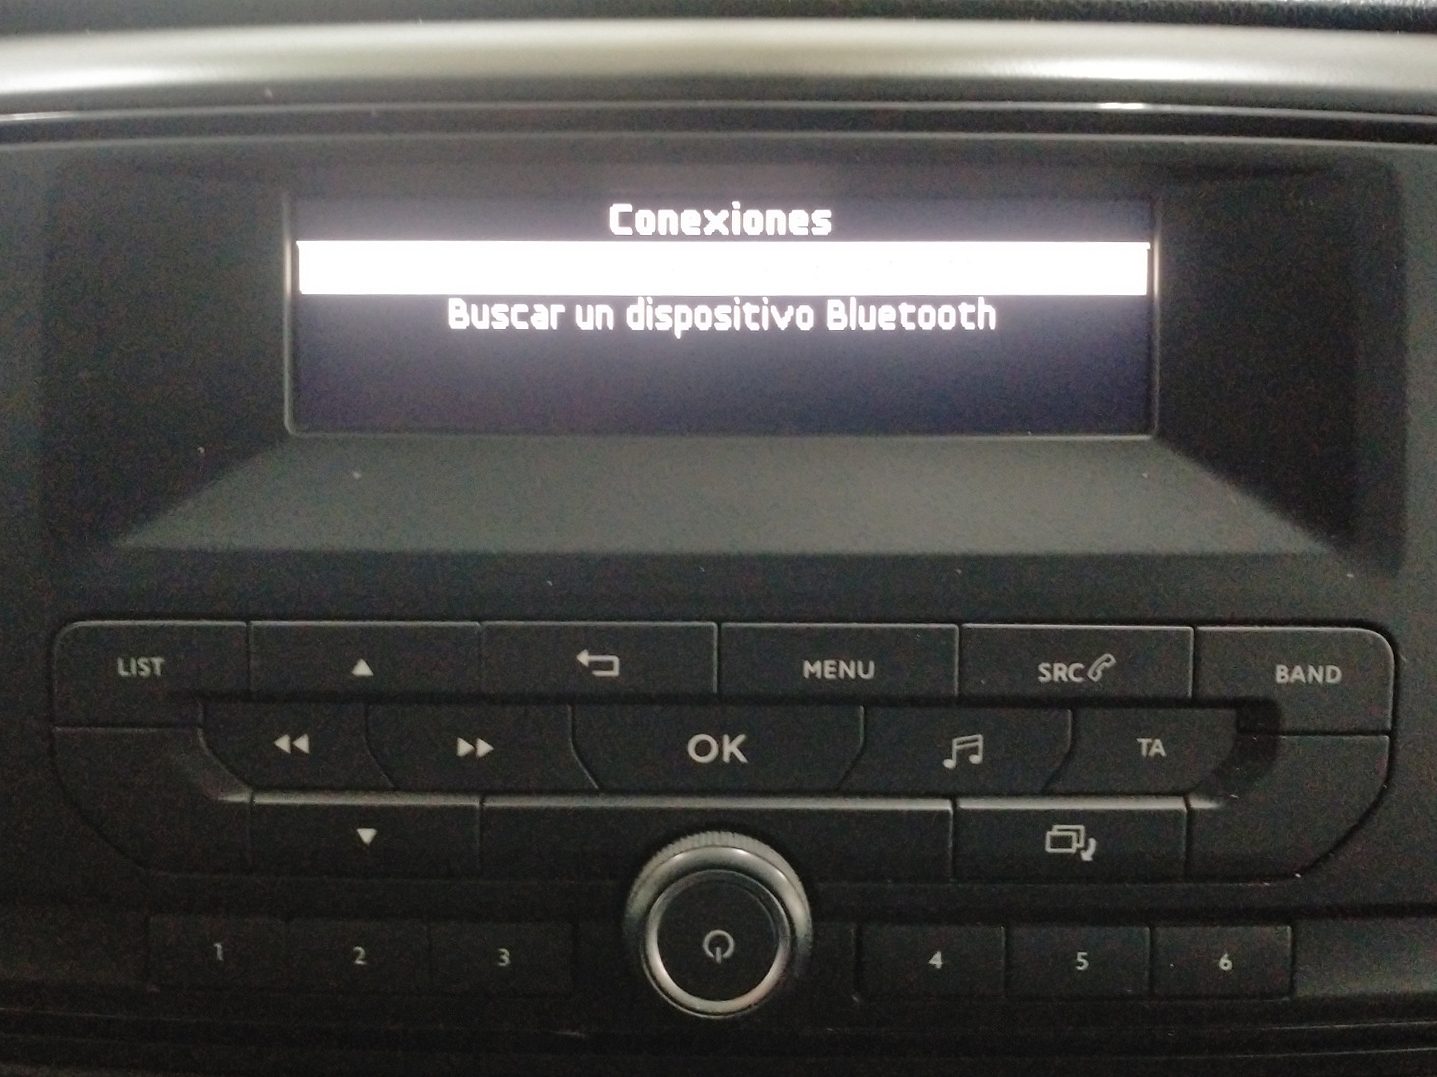 Conexiones
Buscar un dispositivo Bluetooth
LIST
MENU
SRC
BAND
OK
TA
1
2
3
4
5
6